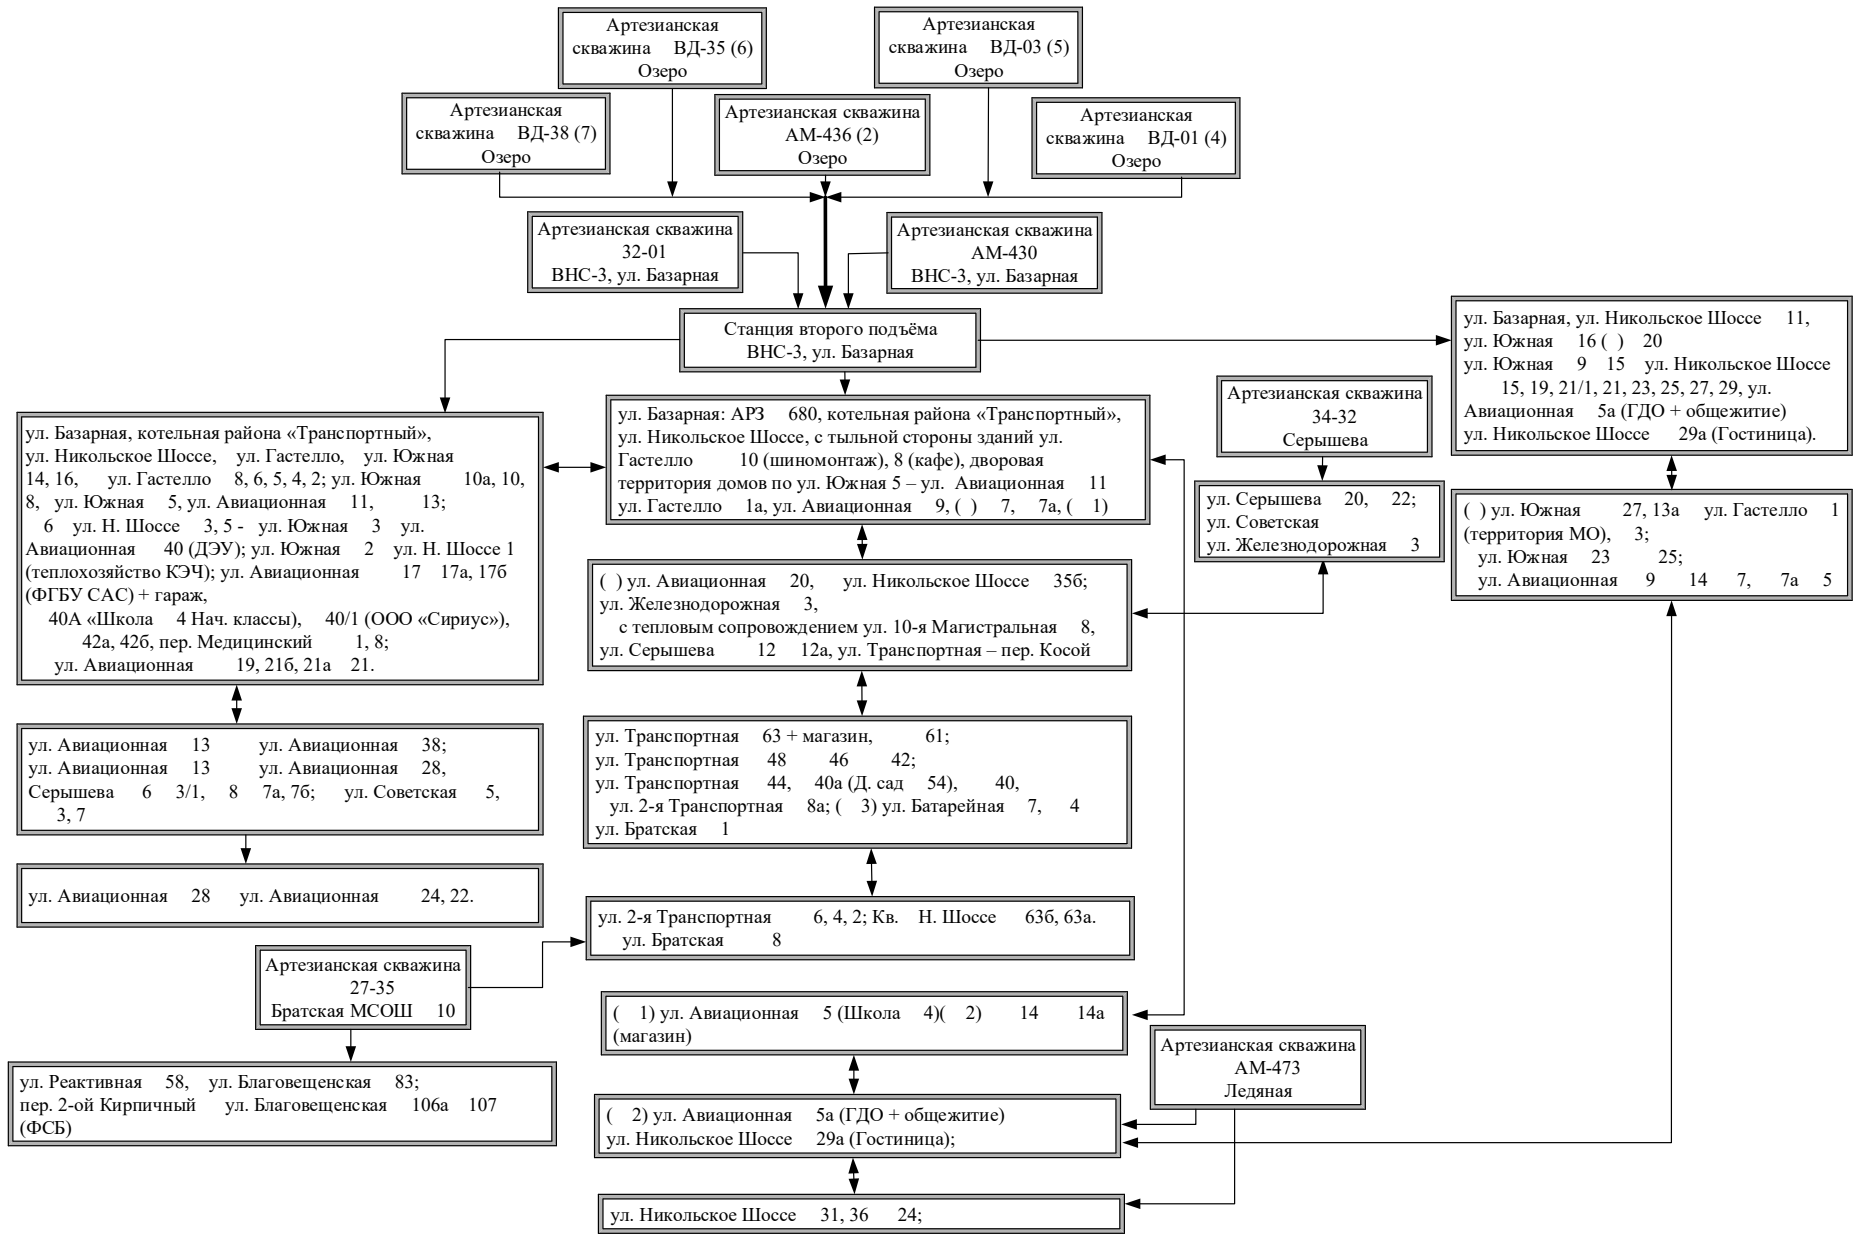 Артезианская
скважина ВД-35 (6)
Озеро
Артезианская
скважина ВД-03 (5)
Озеро
Артезианская
скважина ВД-38 (7)
Озеро
Артезианская скважина
АМ-436 (2)
Озеро
Артезианская
скважина ВД-01 (4)
Озеро
Артезианская скважина
32-01
ВНС-3, ул. Базарная
Артезианская скважина
АМ-430
ВНС-3, ул. Базарная
Станция второго подъёма
ВНС-3, ул. Базарная
ул. Базарная, ул. Никольское Шоссе 11,
ул. Южная 16 ( ) 20
ул. Южная 9 15 ул. Никольское Шоссе
15, 19, 21/1, 21, 23, 25, 27, 29, ул.
Авиационная 5а (ГДО + общежитие)
ул. Никольское Шоссе 29а (Гостиница).
Артезианская скважина
34-32
Серышева
ул. Базарная: АРЗ 680, котельная района «Транспортный»,
ул. Никольское Шоссе, с тыльной стороны зданий ул.
Гастелло 10 (шиномонтаж), 8 (кафе), дворовая
территория домов по ул. Южная 5 – ул. Авиационная 11
ул. Гастелло 1а, ул. Авиационная 9, ( ) 7, 7а, ( 1)
ул. Базарная, котельная района «Транспортный»,
ул. Никольское Шоссе, ул. Гастелло, ул. Южная
14, 16, ул. Гастелло 8, 6, 5, 4, 2; ул. Южная 10а, 10,
8, ул. Южная 5, ул. Авиационная 11, 13;
6 ул. Н. Шоссе 3, 5 - ул. Южная 3 ул.
Авиационная 40 (ДЭУ); ул. Южная 2 ул. Н. Шоссе 1
(теплохозяйство КЭЧ); ул. Авиационная 17 17а, 17б
(ФГБУ САС) + гараж,
40А «Школа 4 Нач. классы), 40/1 (ООО «Сириус»),
42а, 42б, пер. Медицинский 1, 8;
ул. Авиационная 19, 21б, 21а 21.
ул. Серышева 20, 22;
ул. Советская
ул. Железнодорожная 3
( ) ул. Южная 27, 13а ул. Гастелло 1
(территория МО), 3;
ул. Южная 23 25;
ул. Авиационная 9 14 7, 7а 5
( ) ул. Авиационная 20, ул. Никольское Шоссе 35б;
ул. Железнодорожная 3,
с тепловым сопровождением ул. 10-я Магистральная 8,
ул. Серышева 12 12а, ул. Транспортная – пер. Косой
ул. Авиационная 13 ул. Авиационная 38;
ул. Авиационная 13 ул. Авиационная 28,
Серышева 6 3/1, 8 7а, 7б; ул. Советская 5,
3, 7
ул. Транспортная 63 + магазин, 61;
ул. Транспортная 48 46 42;
ул. Транспортная 44, 40а (Д. сад 54), 40,
ул. 2-я Транспортная 8а; ( 3) ул. Батарейная 7, 4
ул. Братская 1
ул. Авиационная 28 ул. Авиационная 24, 22.
ул. 2-я Транспортная 6, 4, 2; Кв. Н. Шоссе 63б, 63а.
ул. Братская 8
Артезианская скважина
27-35
Братская МСОШ 10
( 1) ул. Авиационная 5 (Школа 4)( 2) 14 14а
(магазин)
Артезианская скважина
АМ-473
Ледяная
ул. Реактивная 58, ул. Благовещенская 83;
пер. 2-ой Кирпичный ул. Благовещенская 106а 107
(ФСБ)
( 2) ул. Авиационная 5а (ГДО + общежитие)
ул. Никольское Шоссе 29а (Гостиница);
ул. Никольское Шоссе 31, 36 24;